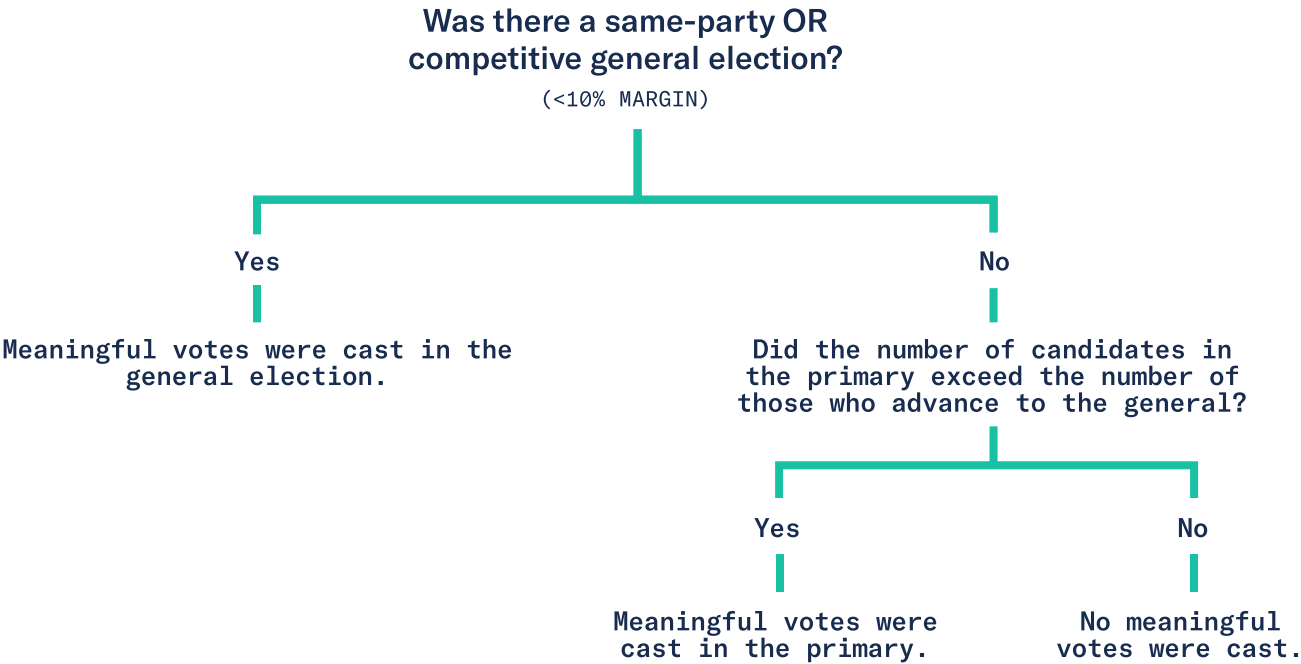 Was there a same-party OR
competitive general election?
(<10% MARGIN)
Yes
No
Meaningful votes were cast in the
general election.
Did the number of candidates in
the primary exceed the number of
those who advance to the general?
Yes
No
Meaningful votes were
cast in the primary.
No meaningful
votes were cast.